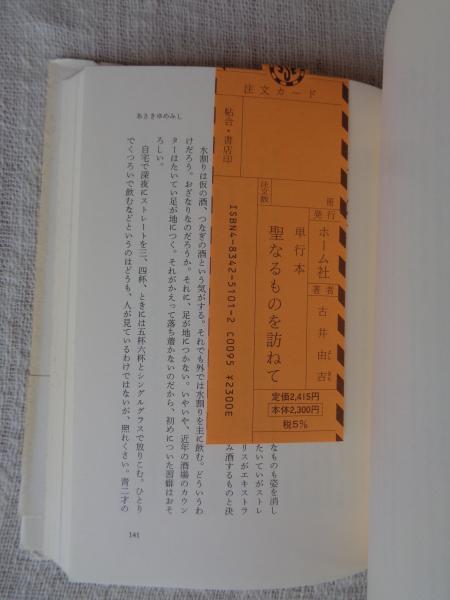 注文カード
帖合・書店印
注文数
冊
発行
ホーム社
単行本
聖なるものを訪ねて
著者
古井由吉
よし
きち
ISBN4-8342-5101-2 C0095 ¥2300E
定価2,415円
本体2,300円
税5%
あさきゆめみし
なものも姿を消し
たいていがストレ
リスがエキストラ
み酒するものと決
水割りは仮の酒、つなぎの酒という気がする。それでも外では水割りを主に飲む。どういうわ
けだろう。おざなりなのだろうか。それに、足が地につかない。いやいや、近年の酒場のカウン
ターはたいてい足が地につく。それがかえって落ち着かないのだから、初めについた習癖はおそ
ろしい。
自宅で深夜にストレートを三、四杯、ときには五杯六杯とシングルグラスで放りこむ。ひとり
でくつろいで飲むなどというのはどうも、人が見ているわけではないが、照れくさい。青二才の
141